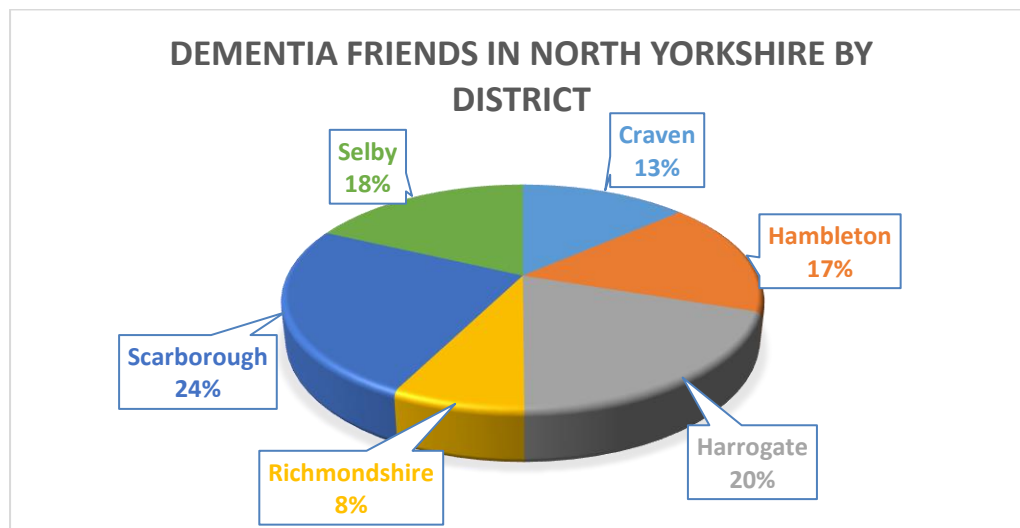 DEMENTIA FRIENDS IN NORTH YORKSHIRE BY
DISTRICT
Selby
18%
Craven
13%
Hambleton
17%
Scarborough
24%
Harrogate
20%
Richmondshire
8%